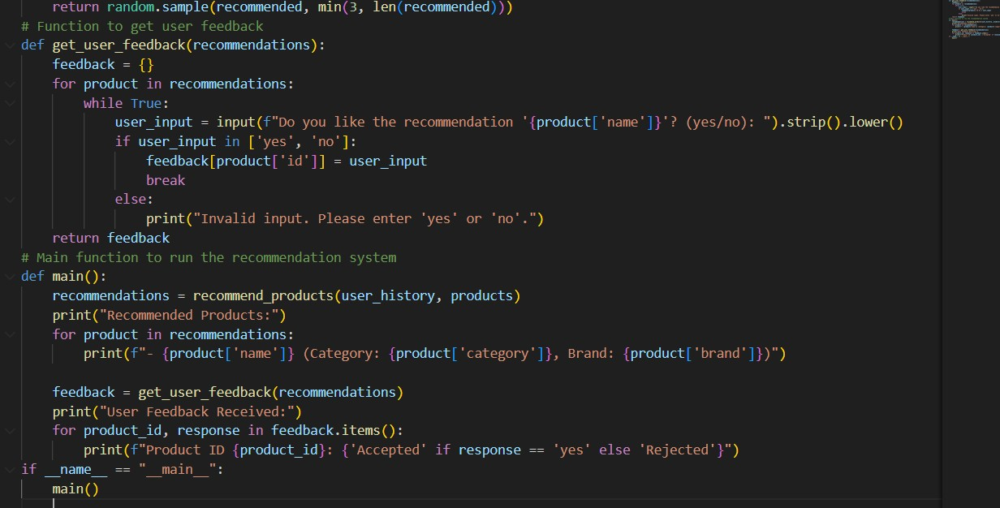 return random.sample(recommended, min(3, len(recommended)))
# Function to get user feedback
def get_user_feedback(recommendations):
    feedback = {}
    for product in recommendations:
        while True:
            user_input = input(f"Do you like the recommendation '{product['name']}'? (yes/no): ").strip().lower()
            if user_input in ['yes', 'no']:
                feedback[product['id']] = user_input
                break
            else:
                print("Invalid input. Please enter 'yes' or 'no'.")
    return feedback
# Main function to run the recommendation system
def main():
    recommendations = recommend_products(user_history, products)
    print("Recommended Products:")
    for product in recommendations:
        print(f"- {product['name']} (Category: {product['category']}, Brand: {product['brand']})")

    feedback = get_user_feedback(recommendations)
    print("User Feedback Received:")
    for product_id, response in feedback.items():
        print(f"Product ID {product_id}: {'Accepted' if response == 'yes' else 'Rejected'}")
if __name__ == "__main__":
    main()